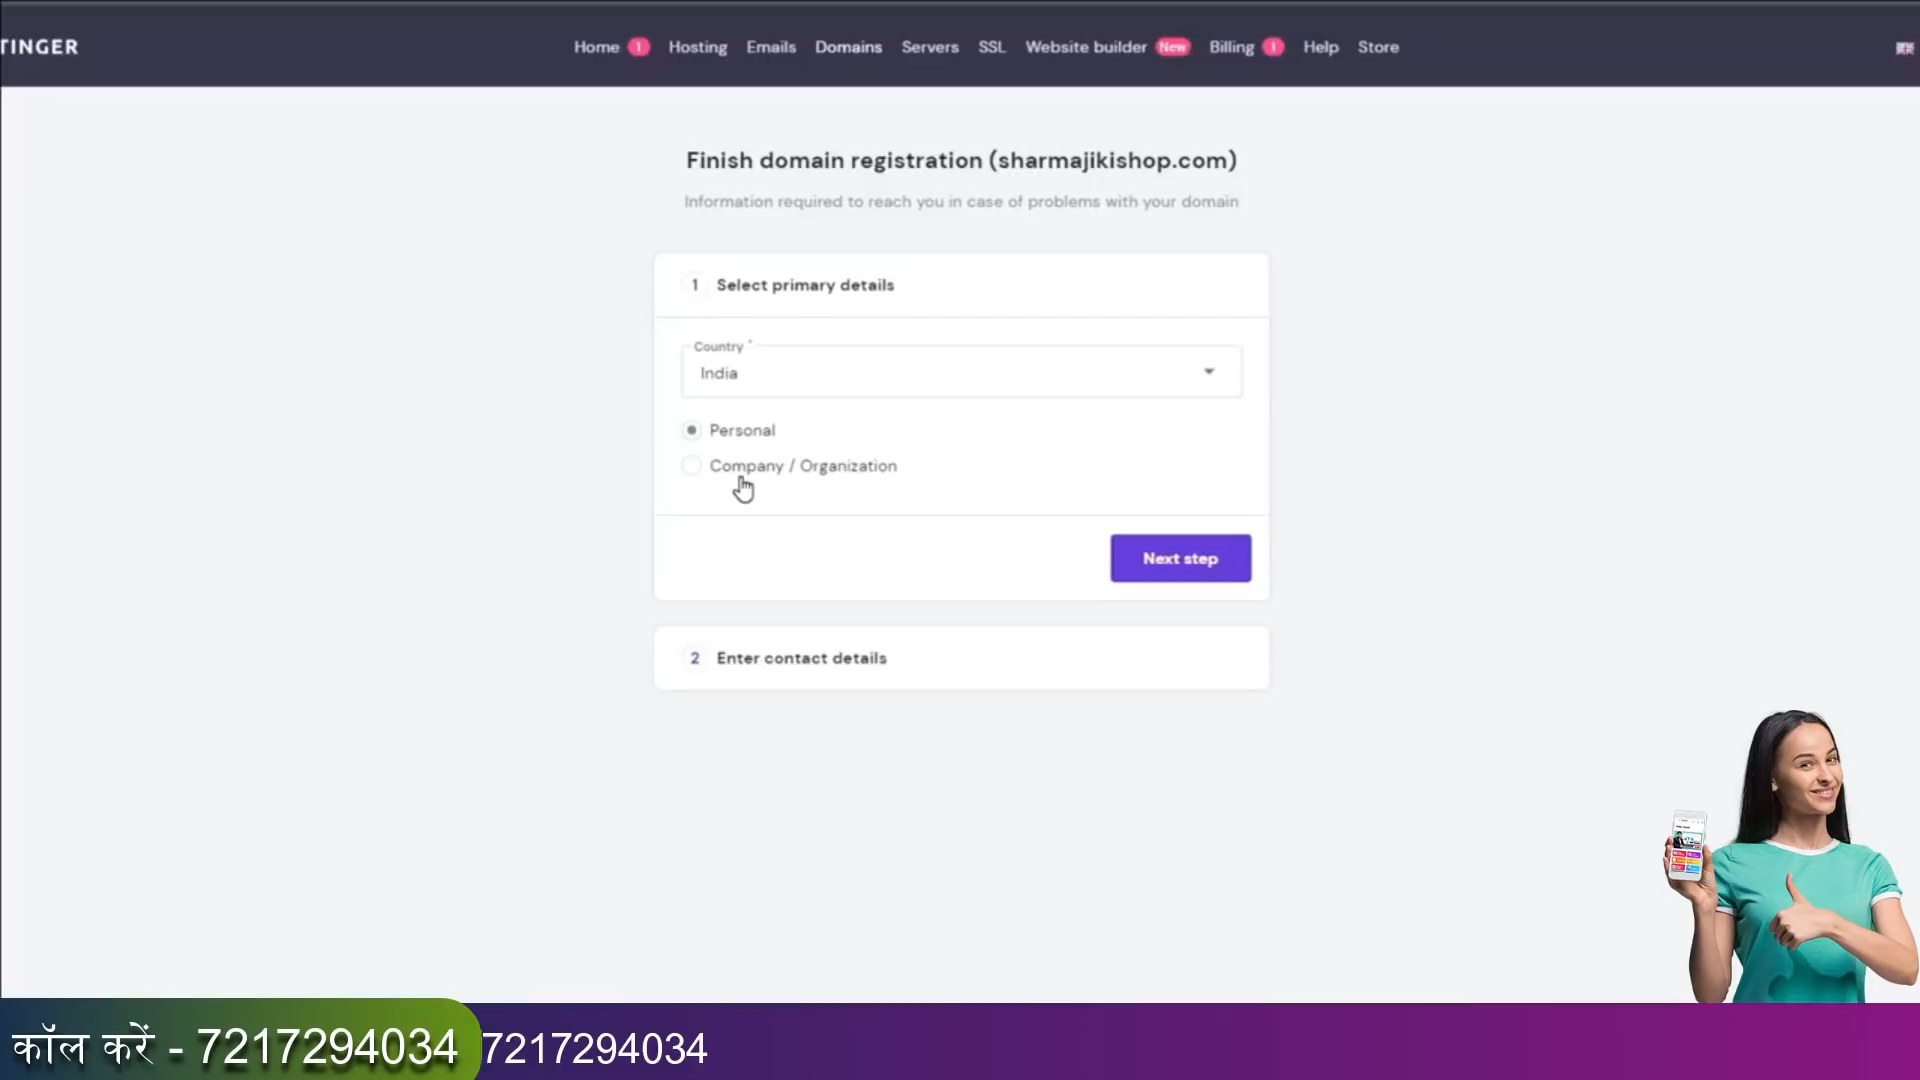 TINGER
Home 1 Hosting Emails Domains Servers SSL Website builder New Billing 1 Help Store
Finish domain registration (sharmajikishop.com)
Information required to reach you in case of problems with your domain
1 Select primary details
Country *
India
Personal
Company / Organization
Next step
2 Enter contact details
कॉल करें - 7217294034
7217294034